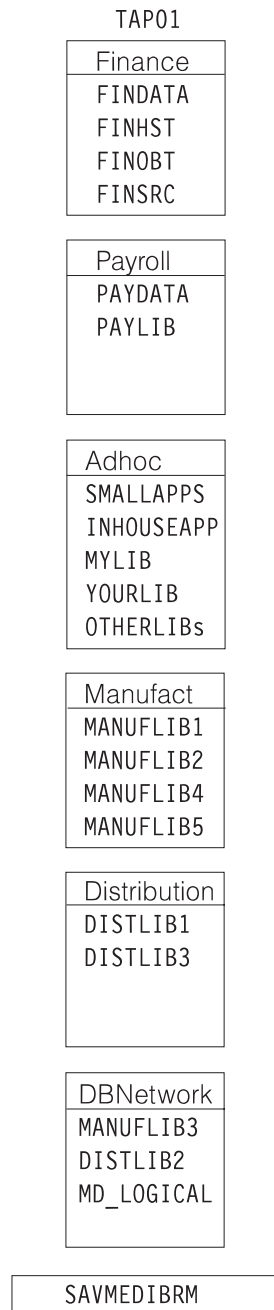 TAP01
Finance
FINDATA
FINHST
FINOBT
FINSRC
Payroll
PAYDATA
PAYLIB
Adhoc
SMALLAPPS
INHOUSEAPP
MYLIB
YOURLIB
OTHERLIBs
Manufact
MANUFLIB1
MANUFLIB2
MANUFLIB4
MANUFLIB5
Distribution
DISTLIB1
DISTLIB3
DBNetwork
MANUFLIB3
DISTLIB2
MD_LOGICAL
SAVMEDIBRM